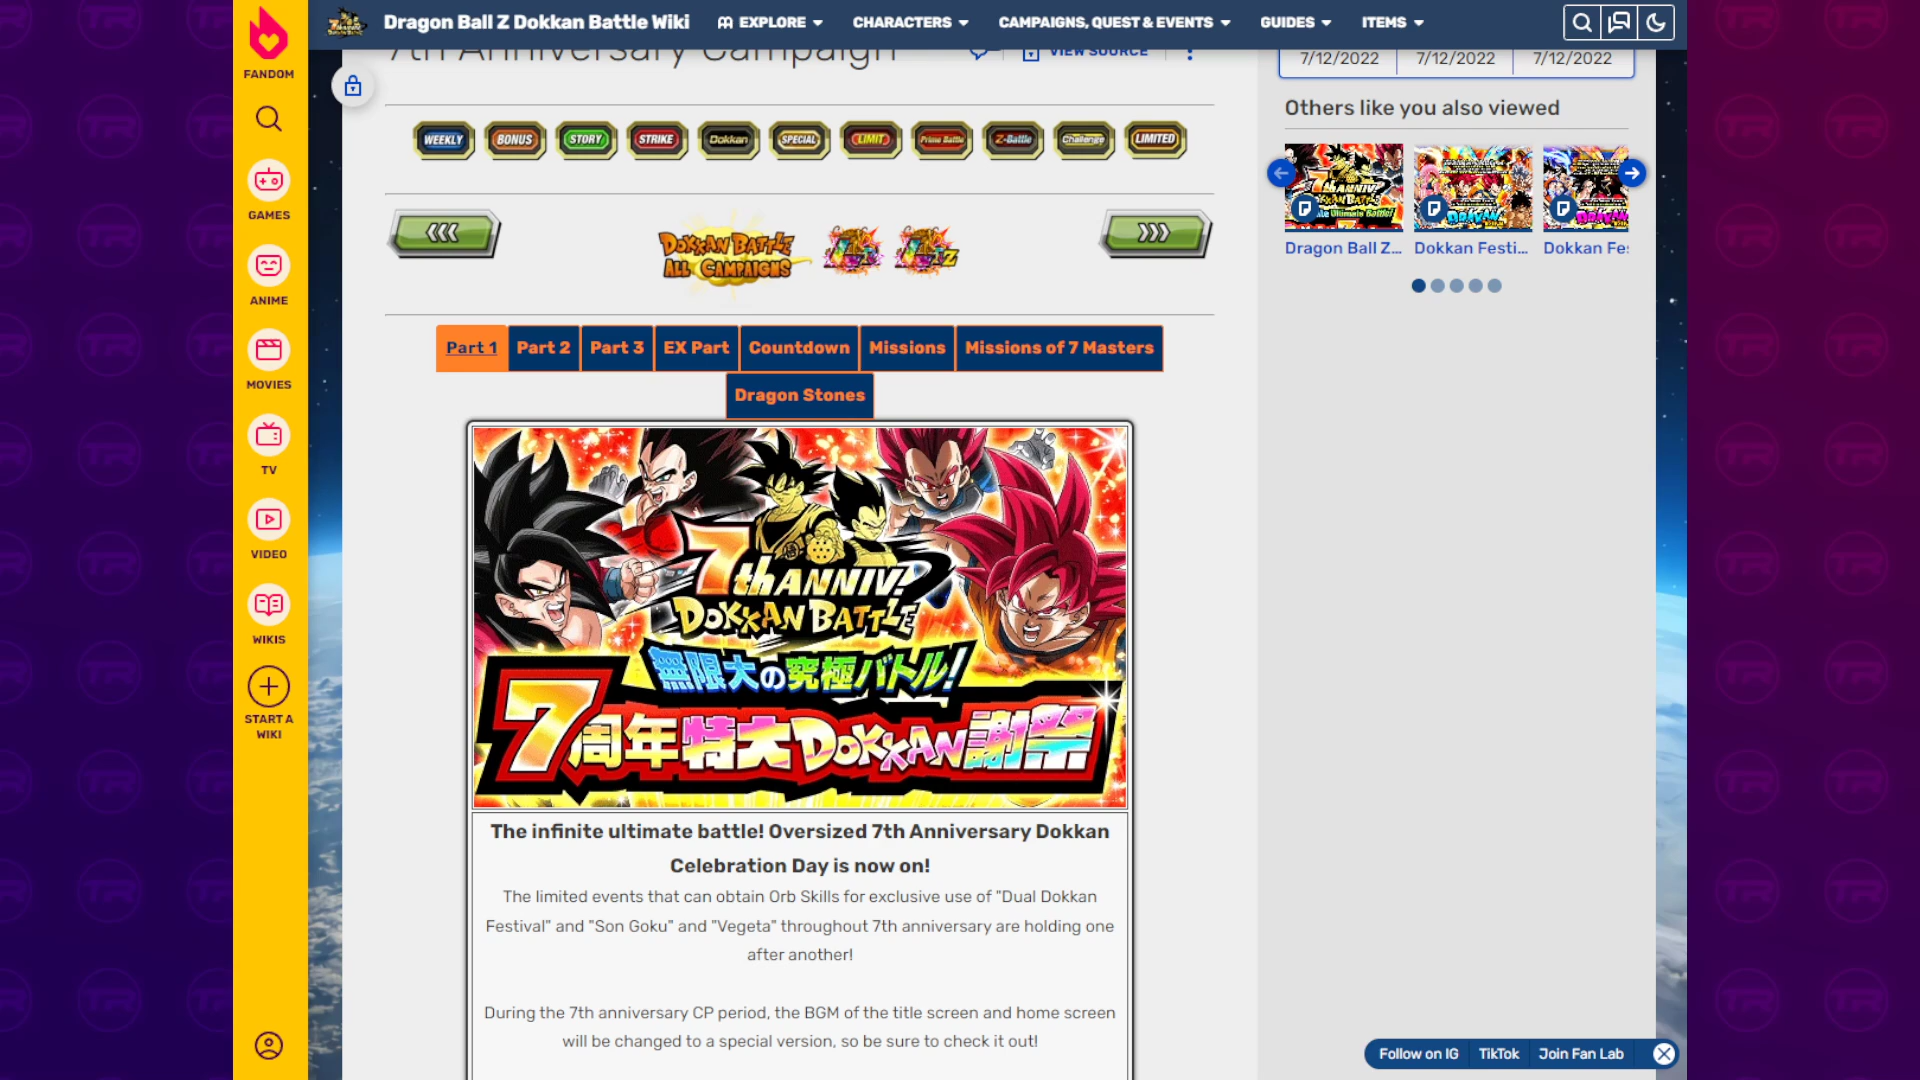 FANDOM
GAMES
ANIME
MOVIES
TV
VIDEO
WIKIS
START A
WIKI
Dragon Ball Z Dokkan Battle Wiki
EXPLORE
CHARACTERS
CAMPAIGNS, QUEST & EVENTS
GUIDES
ITEMS
7th Anniversary Campaign
VIEW SOURCE
7/12/2022 7/12/2022 7/12/2022
WEEKLY
BONUS
STORY
STRIKE
Dokkan
SPECIAL
LIMIT
Prime Battle
Z-Battle
Challenge
LIMITED
DOKKAN BATTLE
ALL CAMPAIGNS
Part 1
Part 2
Part 3
EX Part
Countdown
Missions
Missions of 7 Masters
Dragon Stones
7thANNIV!
DOKKAN BATTLE
無限大の究極バトル!
7周年特大DOKKAN謝祭
The infinite ultimate battle! Oversized 7th Anniversary Dokkan
Celebration Day is now on!
The limited events that can obtain Orb Skills for exclusive use of "Dual Dokkan
Festival" and "Son Goku" and "Vegeta" throughout 7th anniversary are holding one
after another!
During the 7th anniversary CP period, the BGM of the title screen and home screen
will be changed to a special version, so be sure to check it out!
Others like you also viewed
Dragon Ball Z...
Dokkan Festi...
Dokkan Fes
Follow on IG
TikTok
Join Fan Lab